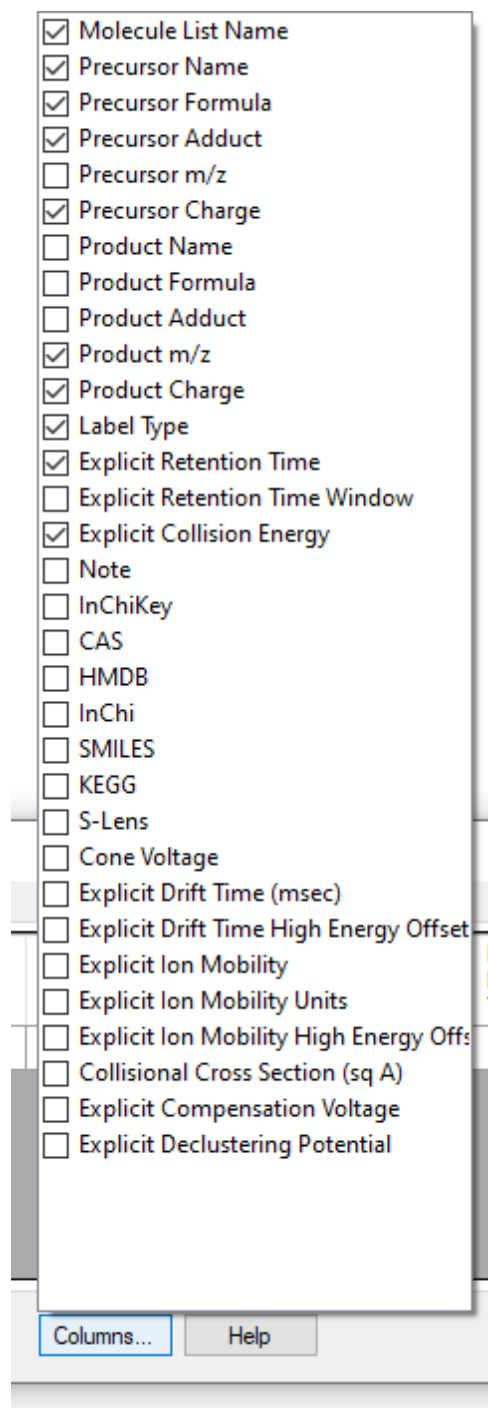 Molecule List Name
Precursor Name
Precursor Formula
Precursor Adduct
Precursor m/z
Precursor Charge
Product Name
Product Formula
Product Adduct
Product m/z
Product Charge
Label Type
Explicit Retention Time
Explicit Retention Time Window
Explicit Collision Energy
Note
InChiKey
CAS
HMDB
InChi
SMILES
KEGG
S-Lens
Cone Voltage
Explicit Drift Time (msec)
Explicit Drift Time High Energy Offset
Explicit Ion Mobility
Explicit Ion Mobility Units
Explicit Ion Mobility High Energy Offs
Collisional Cross Section (sq A)
Explicit Compensation Voltage
Explicit Declustering Potential
Columns... Help